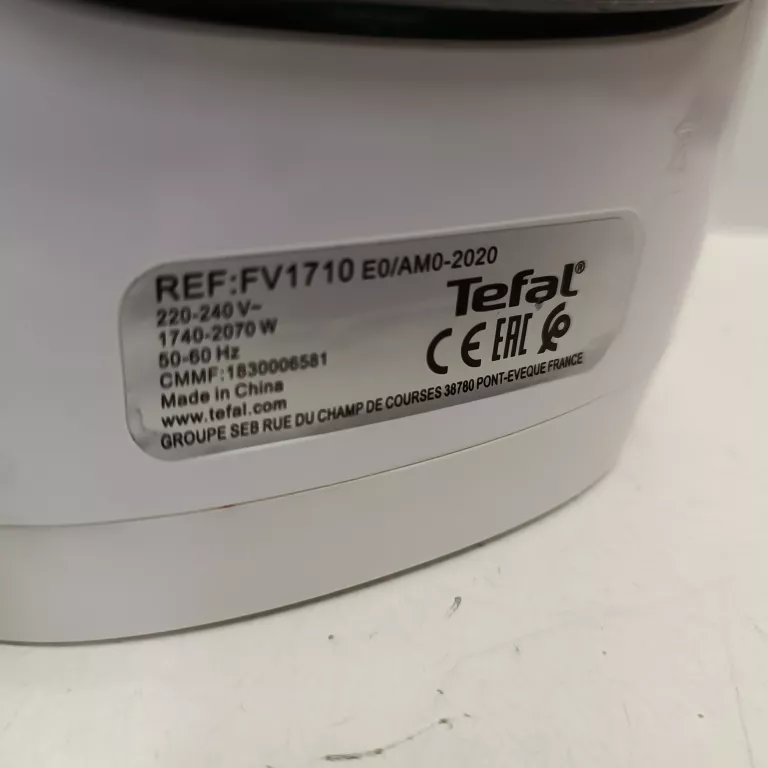 REF:FV1710 E0/AM0-2020
220-240 V~
1740-2070 W
50-60 Hz
CMMF:1830006581
Made in China
www.tefal.com
GROUPE SEB RUE DU CHAMP DE COURSES 38780 PONT-EVEQUE FRANCE
Tefal®
CE EAC